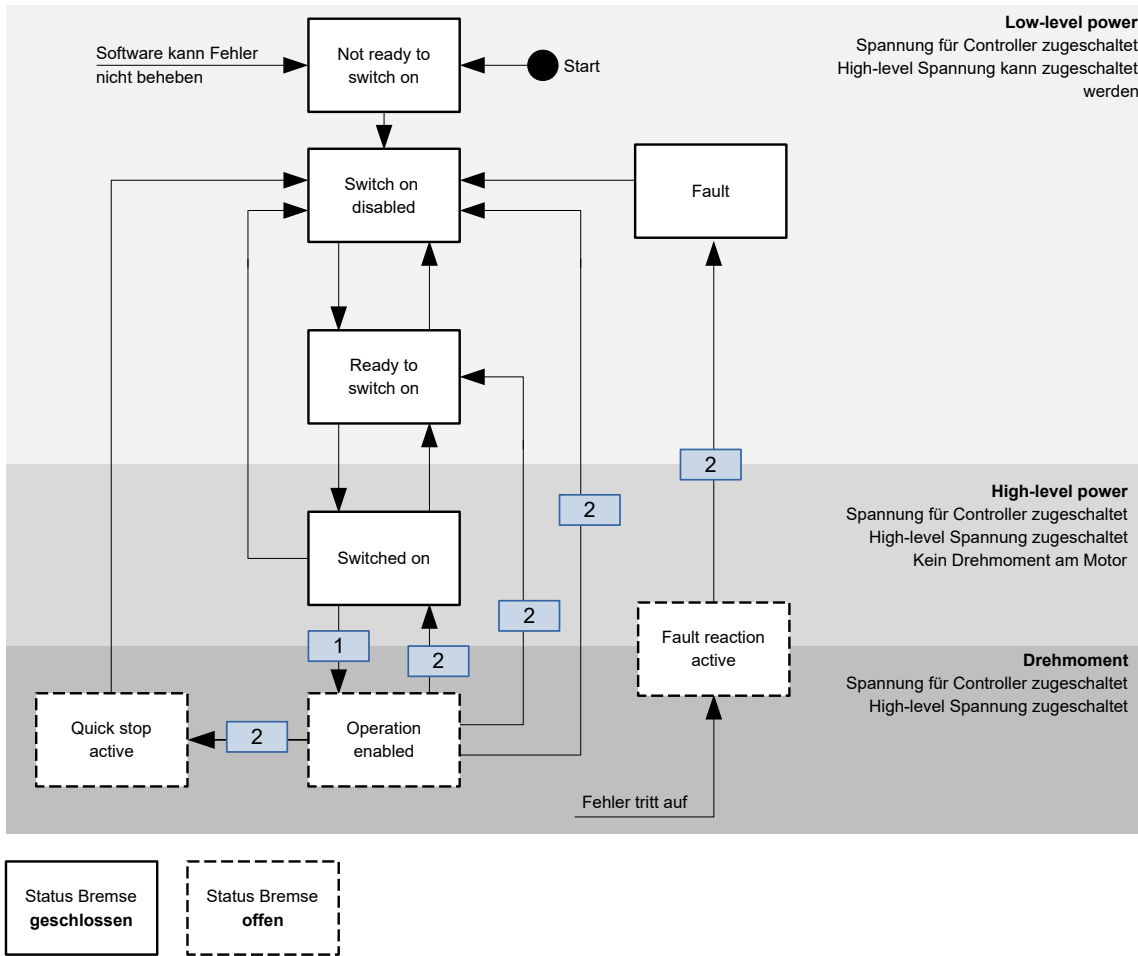 Low-level power
Spannung für Controller zugeschaltet
High-level Spannung kann zugeschaltet
werden
Software kann Fehler
nicht beheben
Not ready to
switch on
Start
Switch on
disabled
Fault
Ready to
switch on
2
High-level power
Spannung für Controller zugeschaltet
High-level Spannung zugeschaltet
Kein Drehmoment am Motor
2
Switched on
2
1
2
Fault reaction
active
Drehmoment
Spannung für Controller zugeschaltet
High-level Spannung zugeschaltet
Quick stop
active
2
Operation
enabled
Fehler tritt auf
Status Bremse
geschlossen
Status Bremse
offen